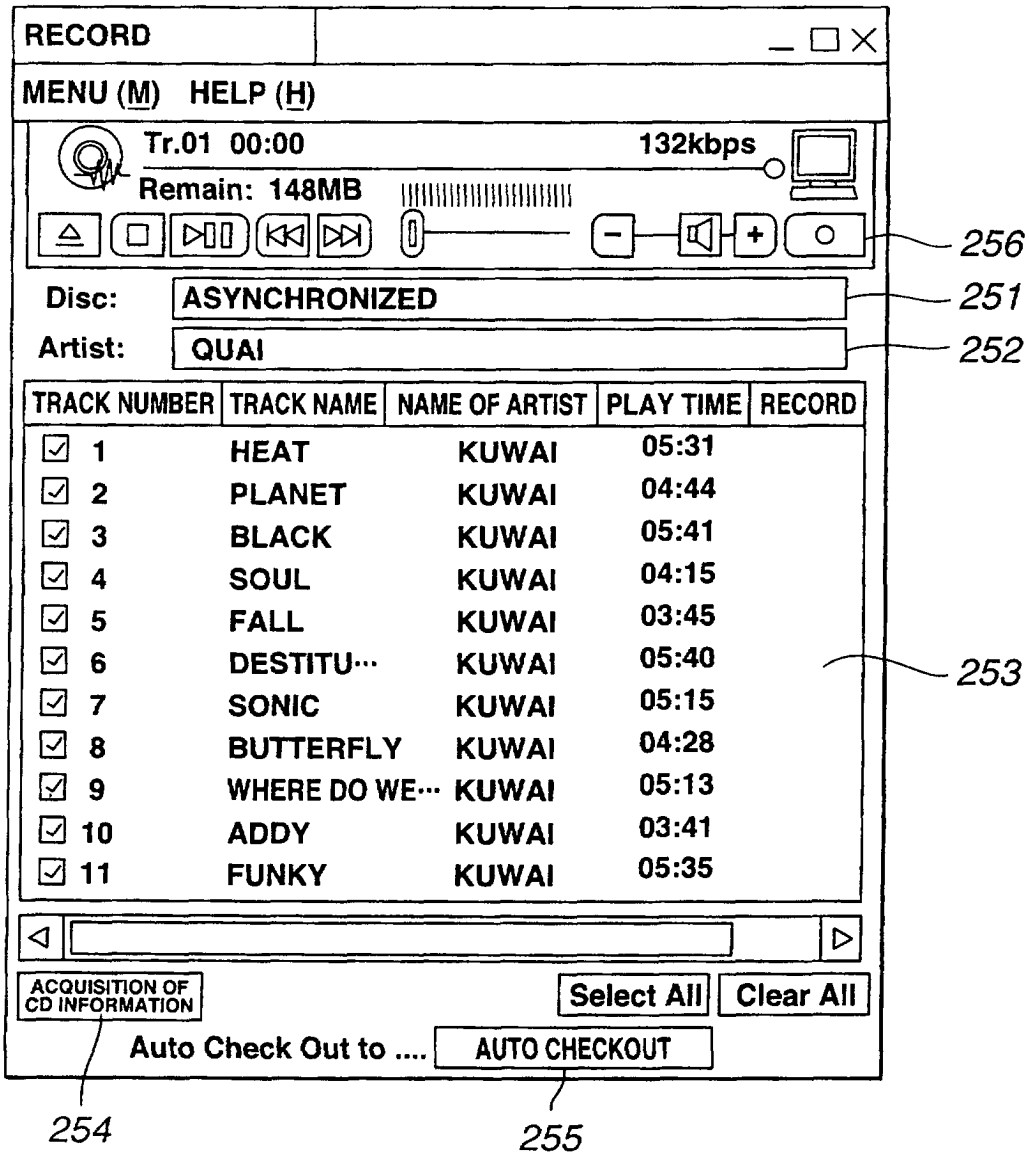 RECORD
MENU (M) HELP (H)
Tr.01 00:00 132kbps
Remain: 148MB
256
Disc: ASYNCHRONIZED 251
Artist: QUAI 252
TRACK NUMBER TRACK NAME NAME OF ARTIST PLAY TIME RECORD
1 HEAT KUWAI 05:31
2 PLANET KUWAI 04:44
3 BLACK KUWAI 05:41
4 SOUL KUWAI 04:15
5 FALL KUWAI 03:45
6 DESTITU··· KUWAI 05:40 253
7 SONIC KUWAI 05:15
8 BUTTERFLY KUWAI 04:28
9 WHERE DO WE··· KUWAI 05:13
10 ADDY KUWAI 03:41
11 FUNKY KUWAI 05:35
ACQUISITION OF
CD INFORMATION Select All Clear All
Auto Check Out to .... AUTO CHECKOUT
254 255